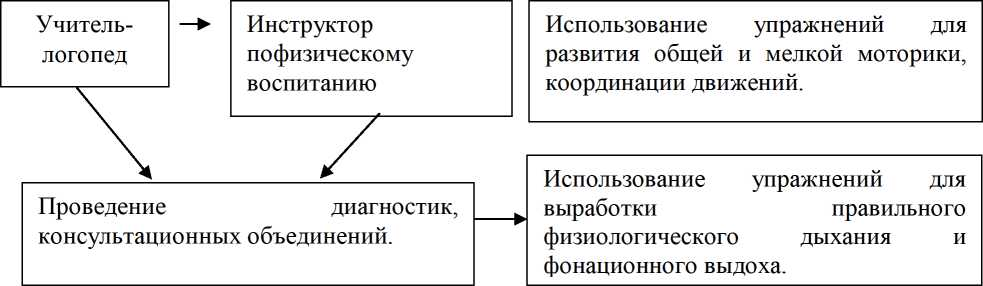 Учитель-
логопед
Инструктор
пофизическому
воспитанию
Использование упражнений для
развития общей и мелкой моторики,
координации движений.
Проведение диагностик,
консультационных объединений.
Использование упражнений для
выработки правильного
физиологического дыхания и
фонационного выдоха.